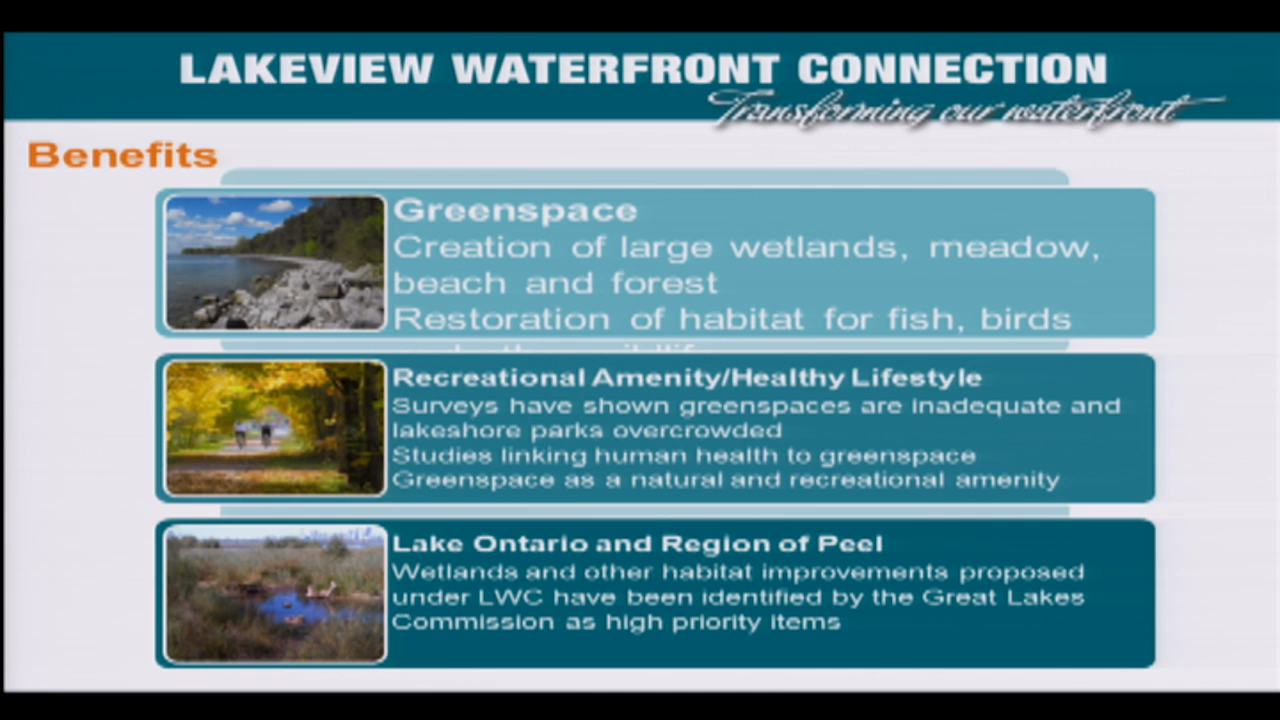 LAKEVIEW WATERFRONT CONNECTION
Transforming our waterfront
Benefits
Greenspace
Creation of large wetlands, meadow,
beach and forest
Restoration of habitat for fish, birds
Recreational Amenity/Healthy Lifestyle
Surveys have shown greenspaces are inadequate and
lakeshore parks overcrowded
Studies linking human health to greenspace
Greenspace as a natural and recreational amenity
Lake Ontario and Region of Peel
Wetlands and other habitat improvements proposed
under LWC have been identified by the Great Lakes
Commission as high priority items